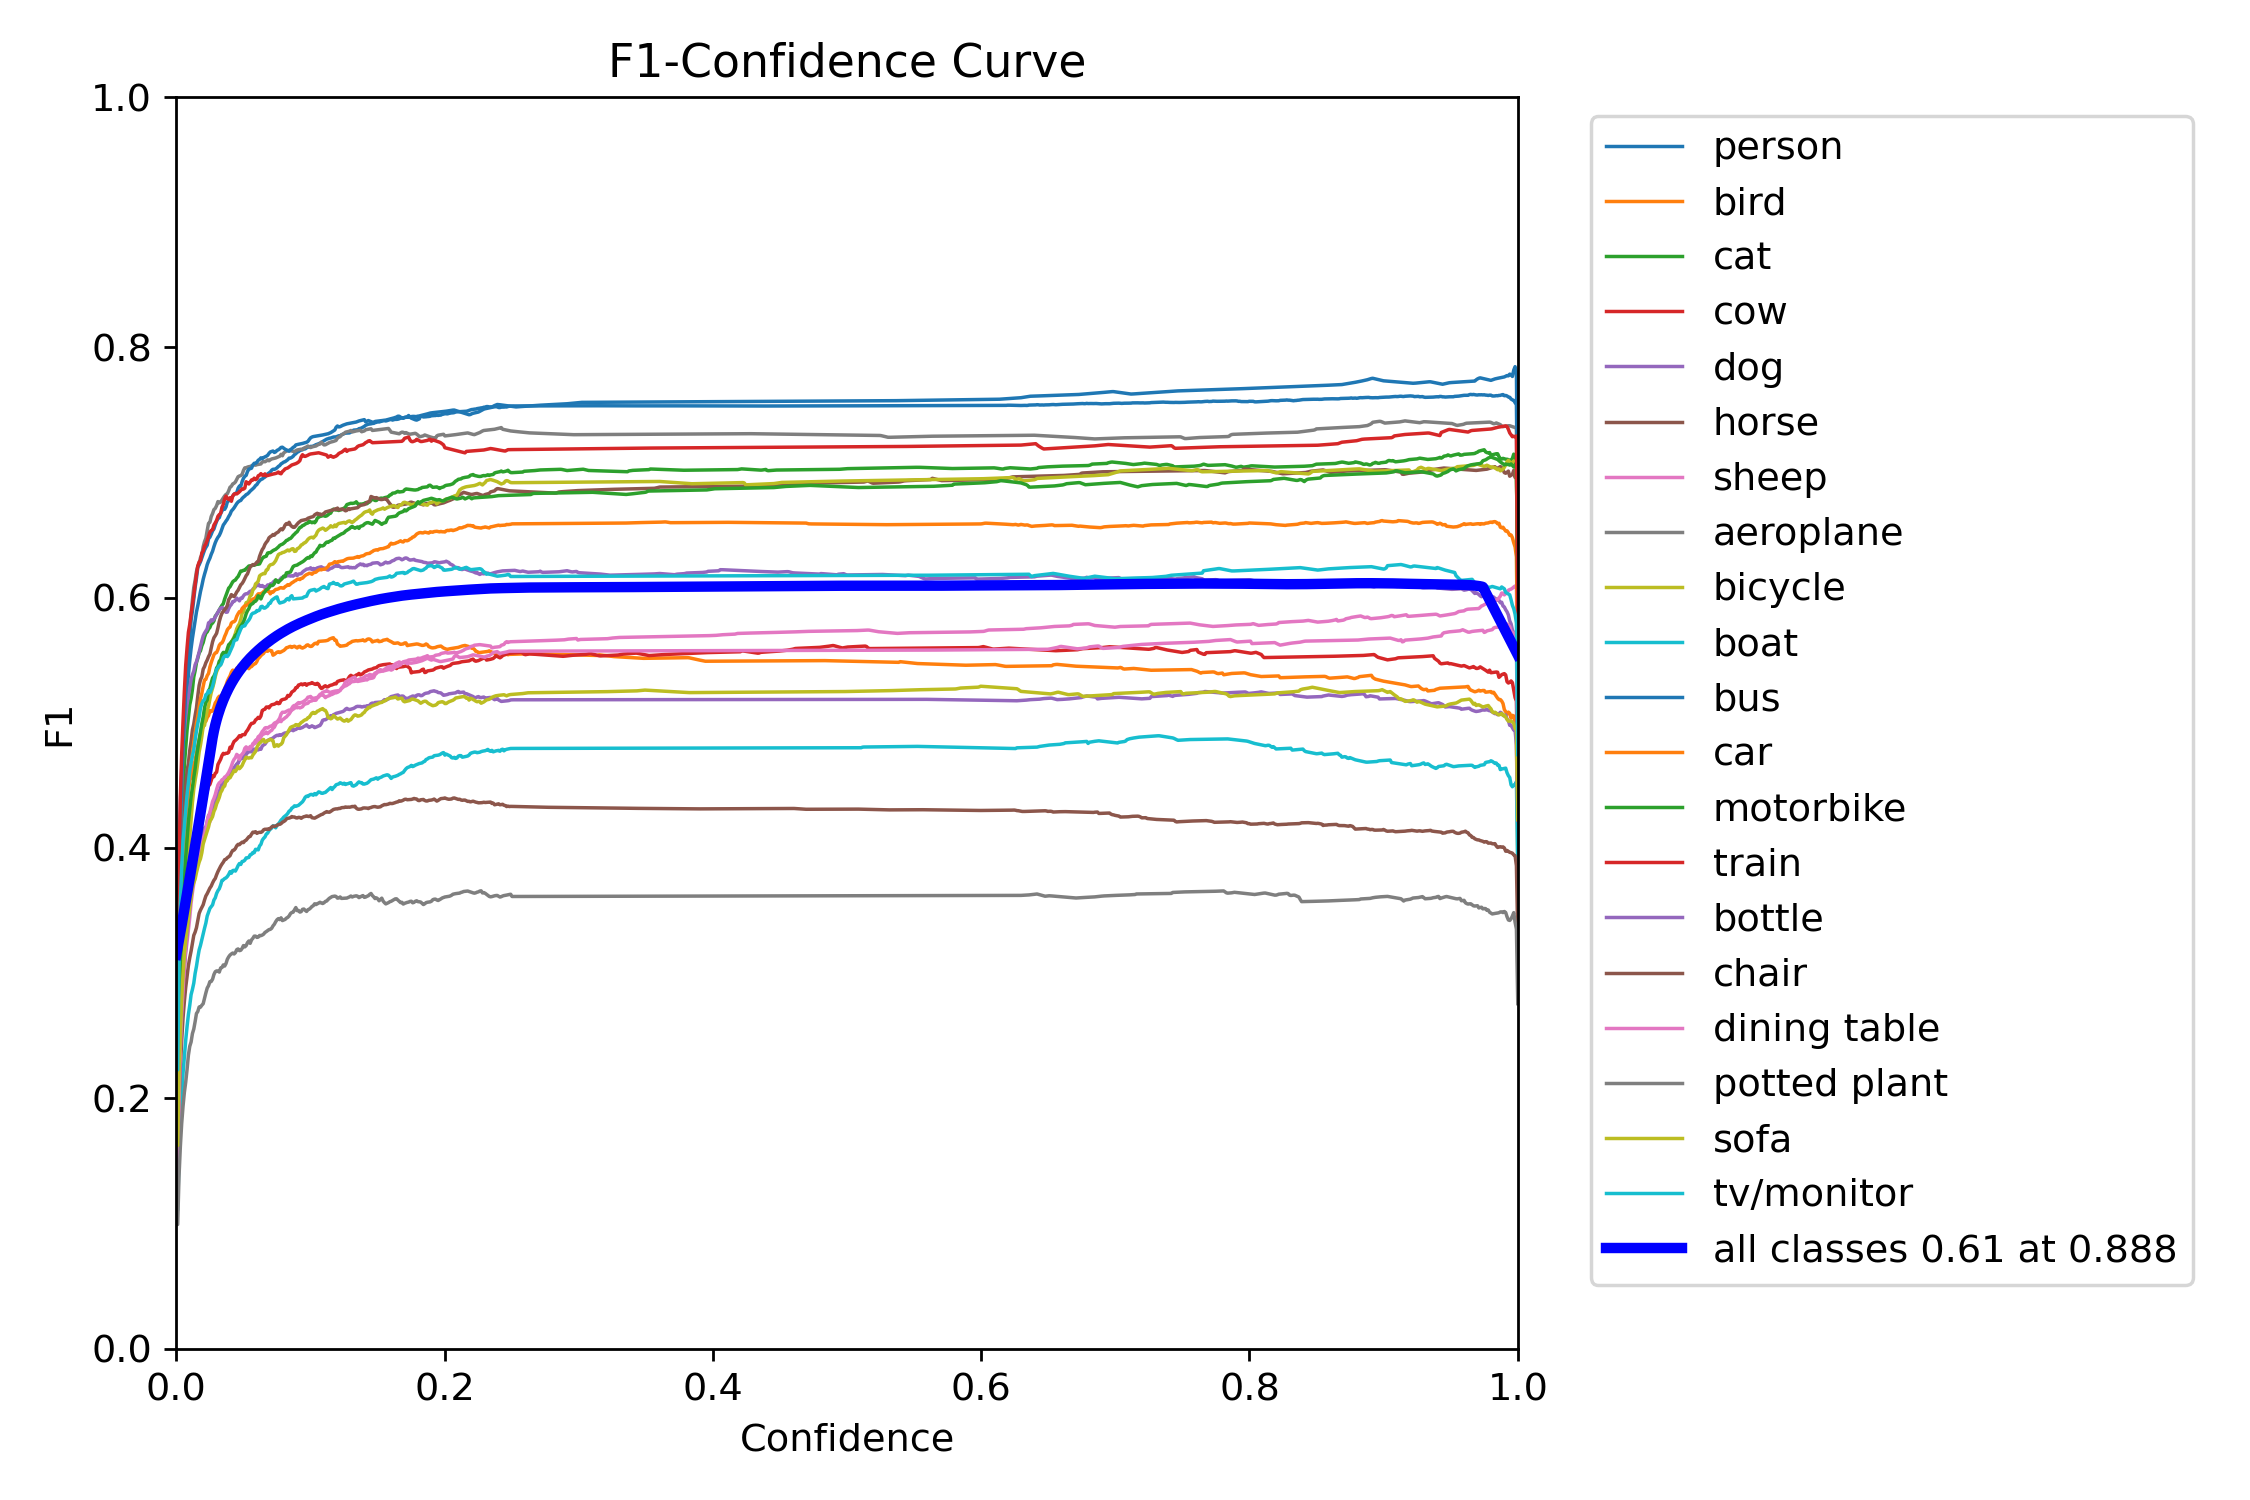 F1-Confidence Curve
1.0
0.8
0.6
0.4
0.2
0.0
F1
0.0 0.2 0.4 0.6 0.8 1.0
Confidence
person
bird
cat
cow
dog
horse
sheep
aeroplane
bicycle
boat
bus
car
motorbike
train
bottle
chair
dining table
potted plant
sofa
tv/monitor
all classes 0.61 at 0.888